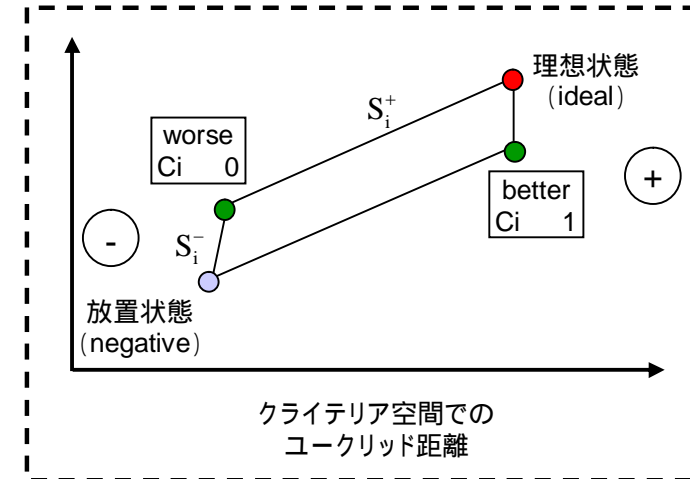 理想状態
(ideal)
S_i^+
worse
Ci 0
better
Ci 1
+
-
S_i^-
放置状態
(negative)
クライテリア空間での
ユークリッド距離